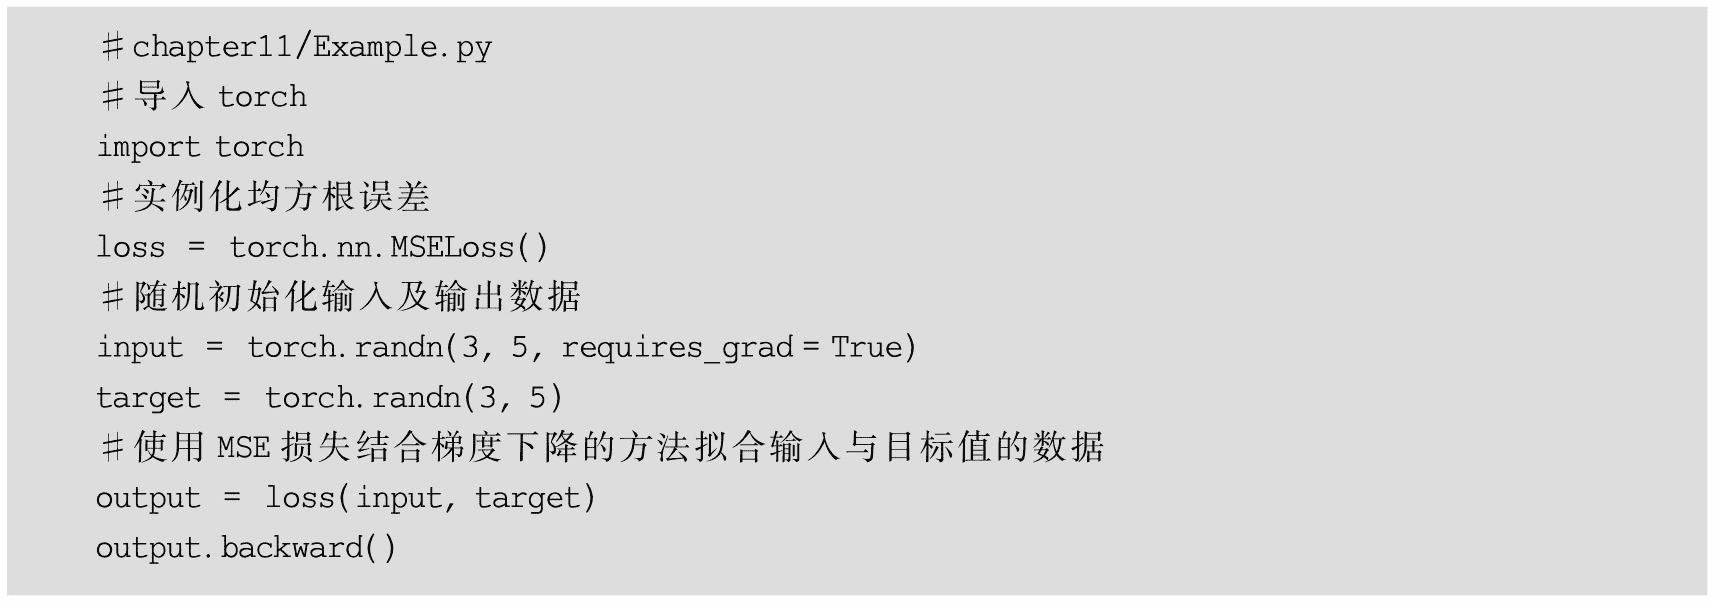 #chapter11/Example.py
#导入 torch
import torch
#实例化均方根误差
loss = torch.nn.MSELoss()
#随机初始化输入及输出数据
input = torch.randn(3, 5, requires_grad = True)
target = torch.randn(3, 5)
#使用 MSE 损失结合梯度下降的方法拟合输入与目标值的数据
output = loss(input, target)
output.backward()